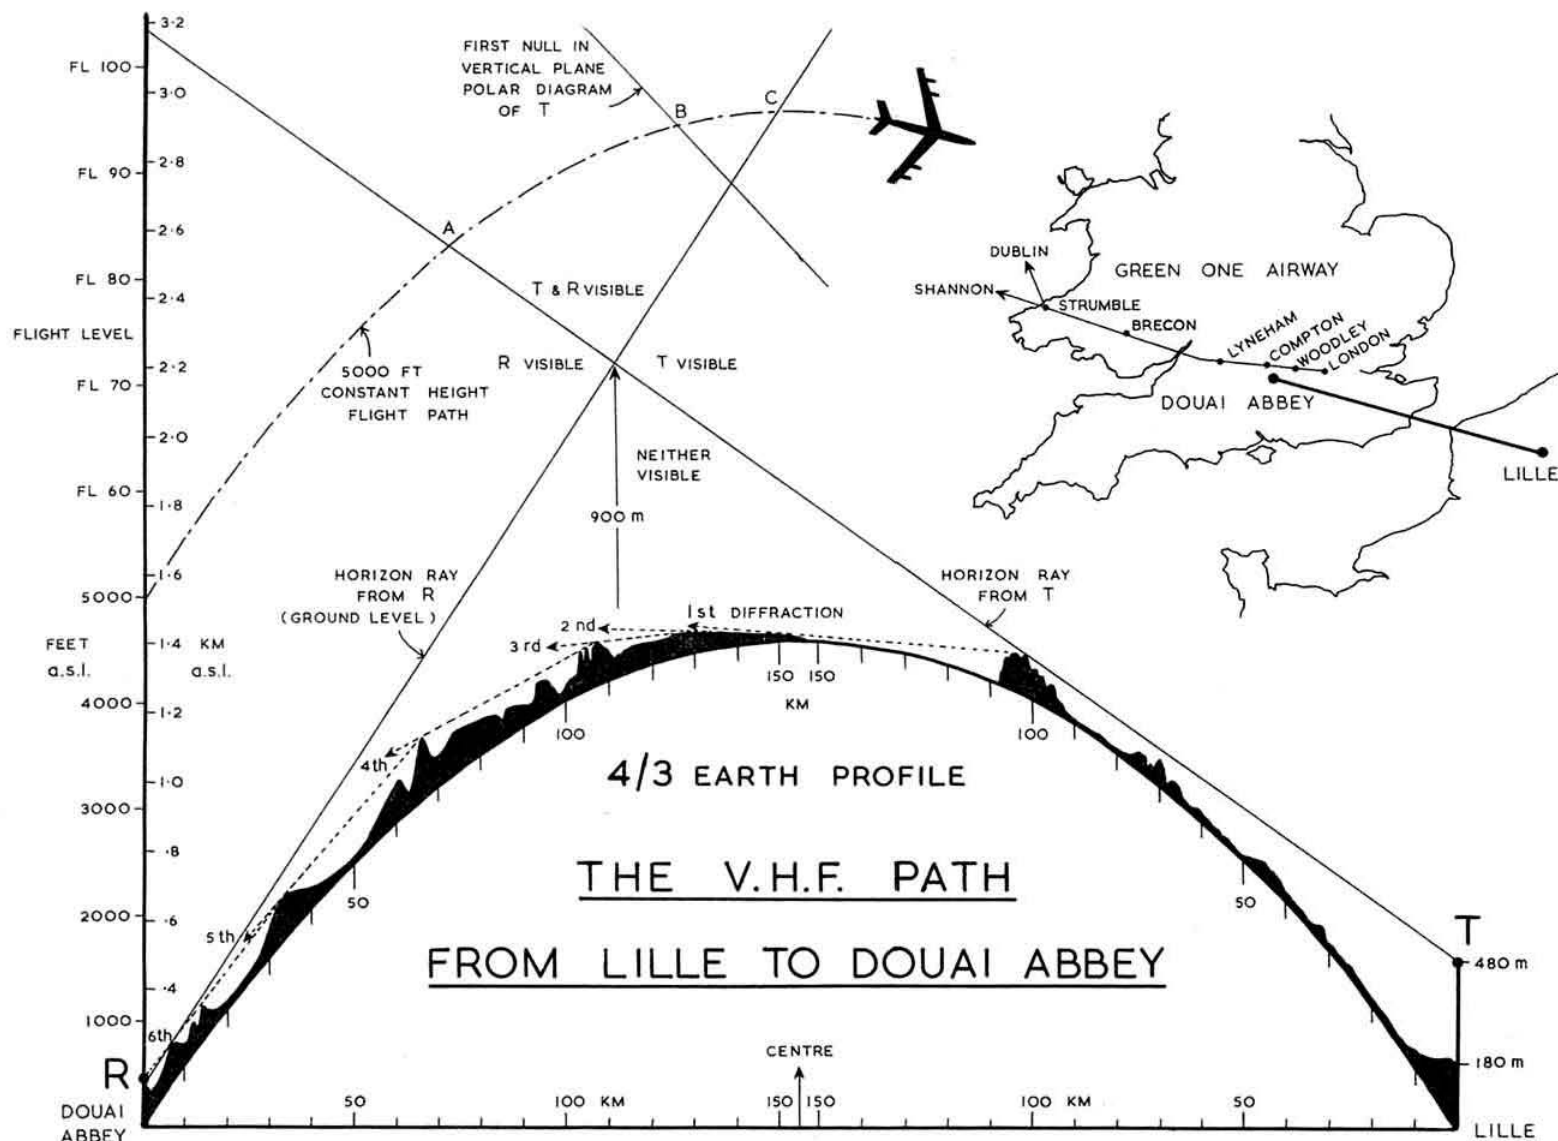 3·2
FL 100
3·0
FL 90
2·8
2·6
FL 80
2·4
FLIGHT LEVEL
2·2
FL 70
2·0
FL 60
1·8
1·6
5000
FEET
a.s.l.
1·4 KM
a.s.l.
4000
1·2
1·0
3000
·8
2000
·6
·4
1000
R
DOUAI
ABBEY
FIRST NULL IN
VERTICAL PLANE
POLAR DIAGRAM
OF T
A
B
C
T & R VISIBLE
R VISIBLE
T VISIBLE
5000 FT
CONSTANT HEIGHT
FLIGHT PATH
NEITHER
VISIBLE
900 m
HORIZON RAY
FROM R
(GROUND LEVEL)
HORIZON RAY
FROM T
1st DIFFRACTION
2nd
3rd
4th
5th
6th
150 150
KM
100
100
50
50
4/3 EARTH PROFILE
THE V.H.F. PATH
FROM LILLE TO DOUAI ABBEY
CENTRE
50
100 KM
150 150
100 KM
50
T
480 m
180 m
LILLE
DUBLIN
SHANNON
STRUMBLE
BRECON
GREEN ONE AIRWAY
LYNEHAM
COMPTON
WOODLEY
LONDON
DOUAI ABBEY
LILLE